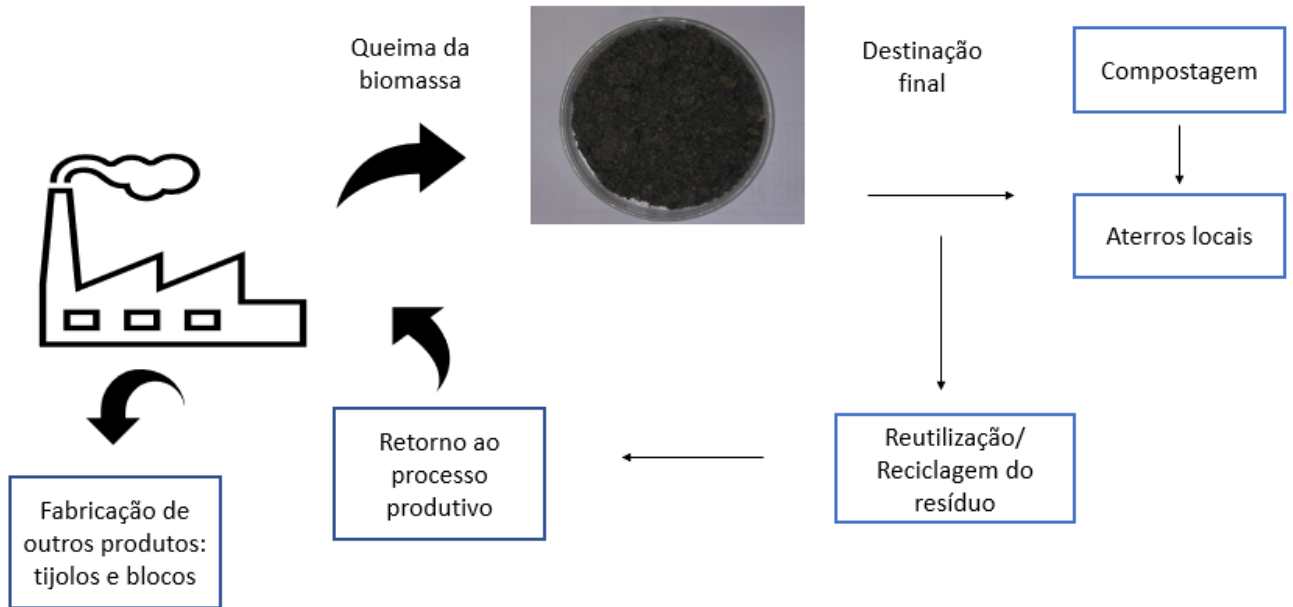 Queima da
biomassa
Destinação
final
Compostagem
Aterros locais
Reutilização/
Reciclagem do
resíduo
Retorno ao
processo
produtivo
Fabricação de
outros produtos:
tijolos e blocos